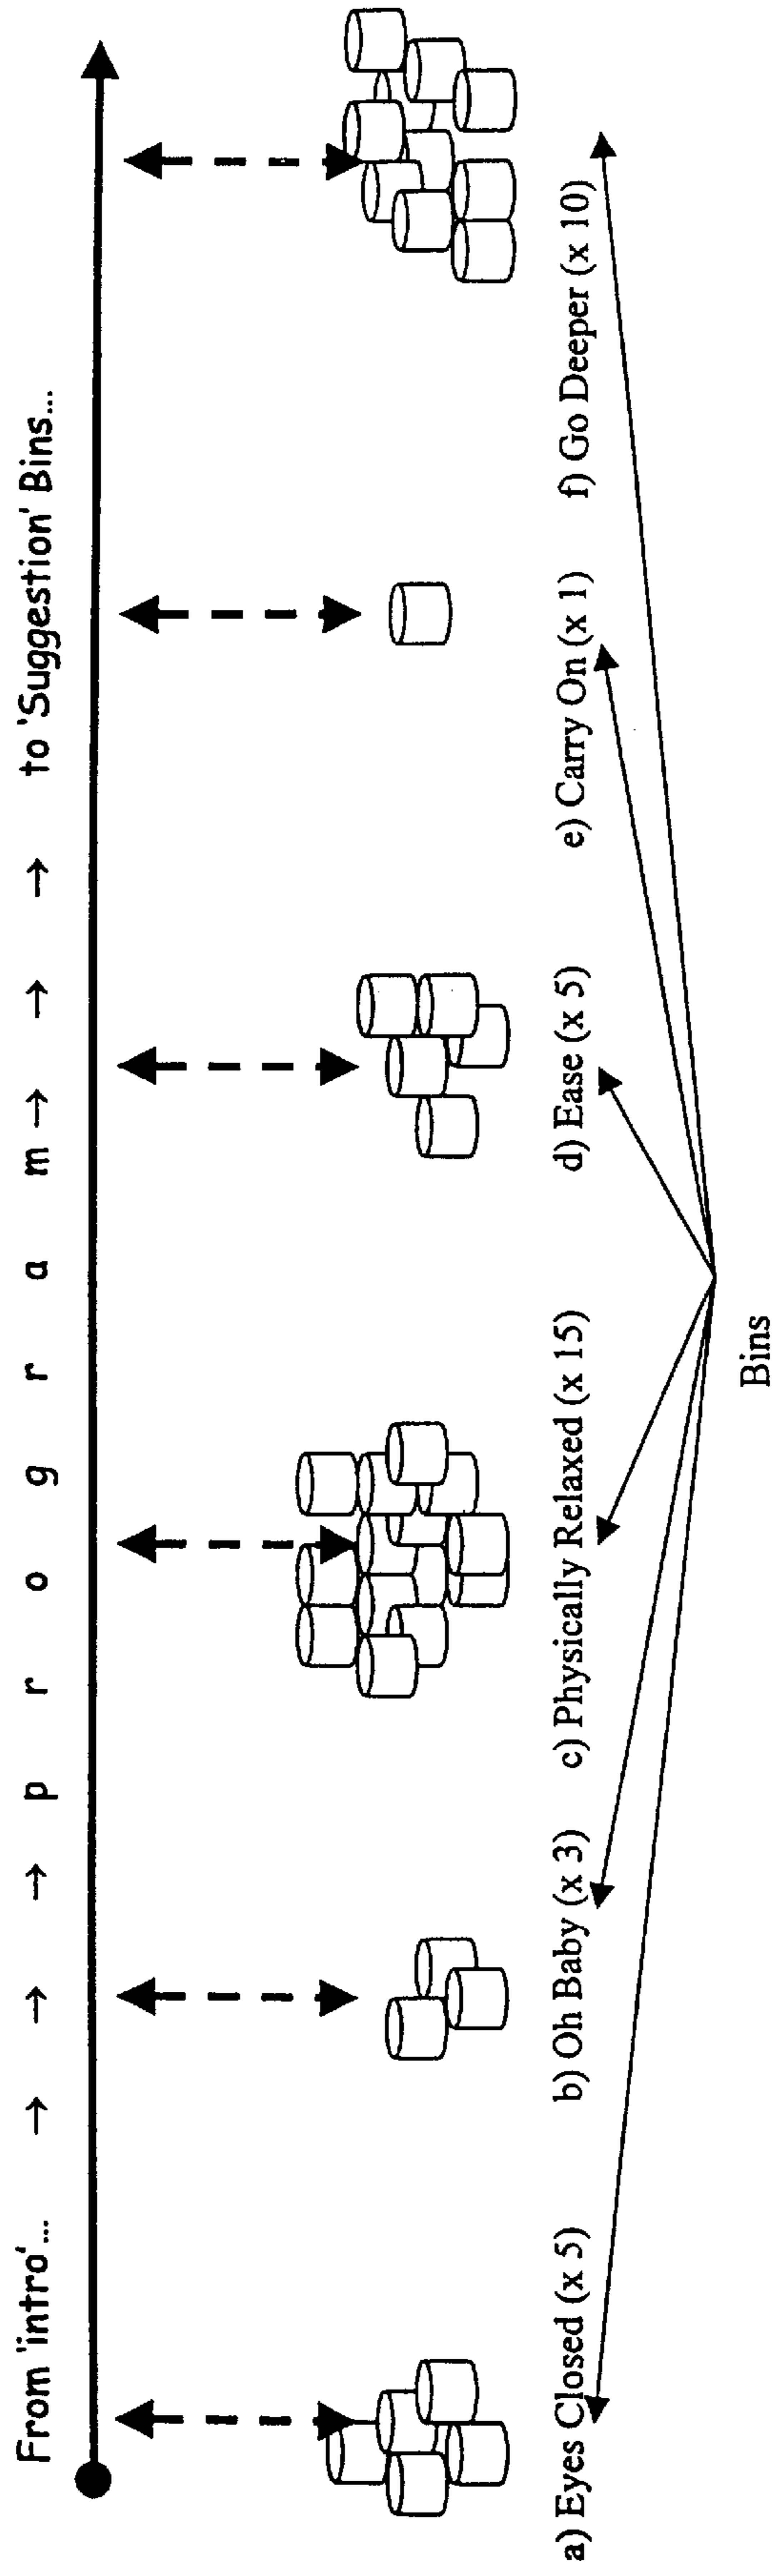 From 'intro'... → → → p r o g r a m → → → to 'Suggestion' Bins...
a) Eyes Closed (x 5)
b) Oh Baby (x 3)
c) Physically Relaxed (x 15)
d) Ease (x 5)
e) Carry On (x 1)
f) Go Deeper (x 10)
Bins